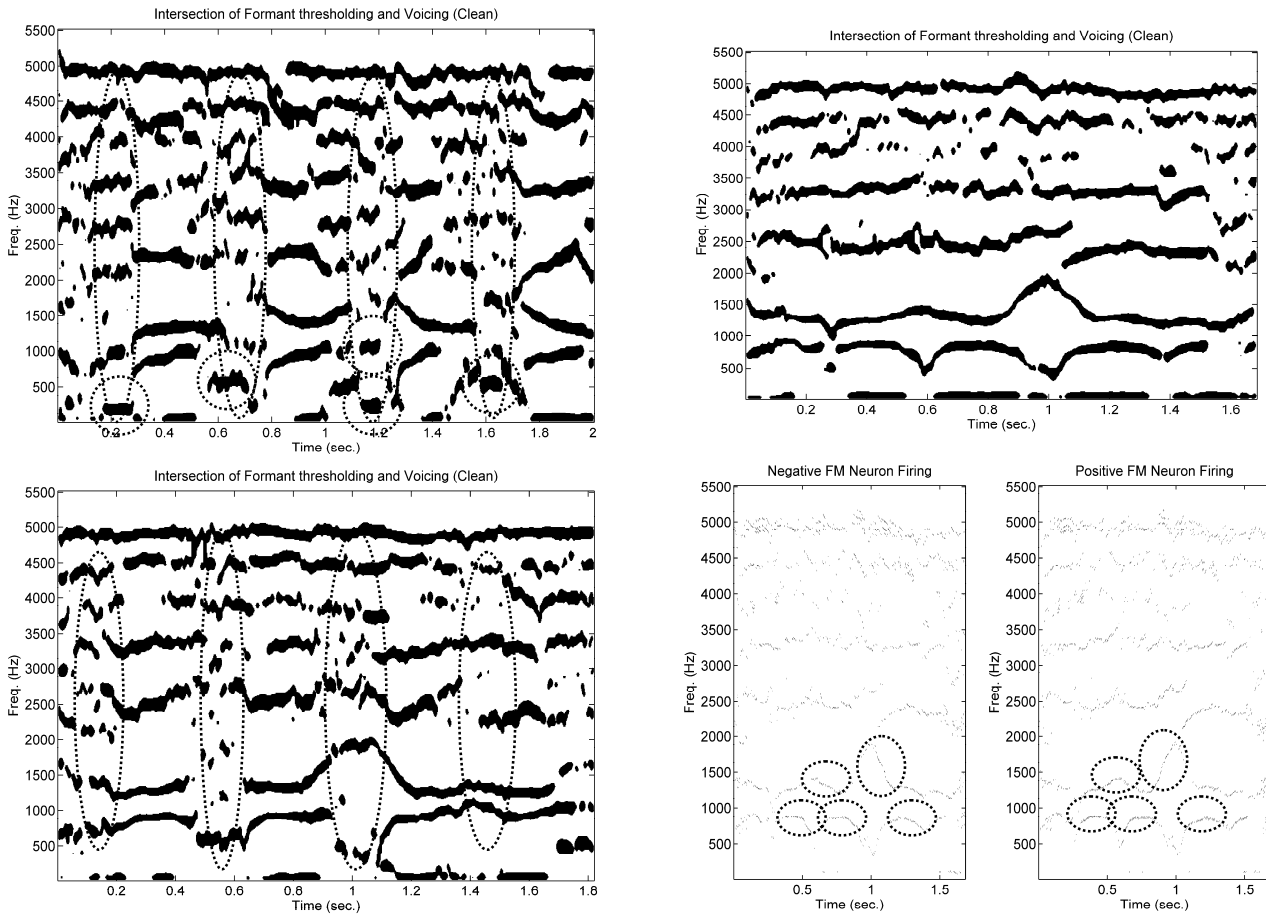 Intersection of Formant thresholding and Voicing (Clean)
5500
5000
4500
4000
3500
3000
2500
2000
1500
1000
500
Freq. (Hz)
0.2 0.4 0.6 0.8 1 1.2 1.4 1.6 1.8 2
Time (sec.)
Intersection of Formant thresholding and Voicing (Clean)
5500
5000
4500
4000
3500
3000
2500
2000
1500
1000
500
Freq. (Hz)
0.2 0.4 0.6 0.8 1 1.2 1.4 1.6
Time (sec.)
Intersection of Formant thresholding and Voicing (Clean)
5500
5000
4500
4000
3500
3000
2500
2000
1500
1000
500
Freq. (Hz)
0.2 0.4 0.6 0.8 1 1.2 1.4 1.6 1.8
Time (sec.)
Negative FM Neuron Firing
5500
5000
4500
4000
3500
3000
2500
2000
1500
1000
500
Freq. (Hz)
0.5 1 1.5
Time (sec.)
Positive FM Neuron Firing
5500
5000
4500
4000
3500
3000
2500
2000
1500
1000
500
Freq. (Hz)
0.5 1 1.5
Time (sec.)